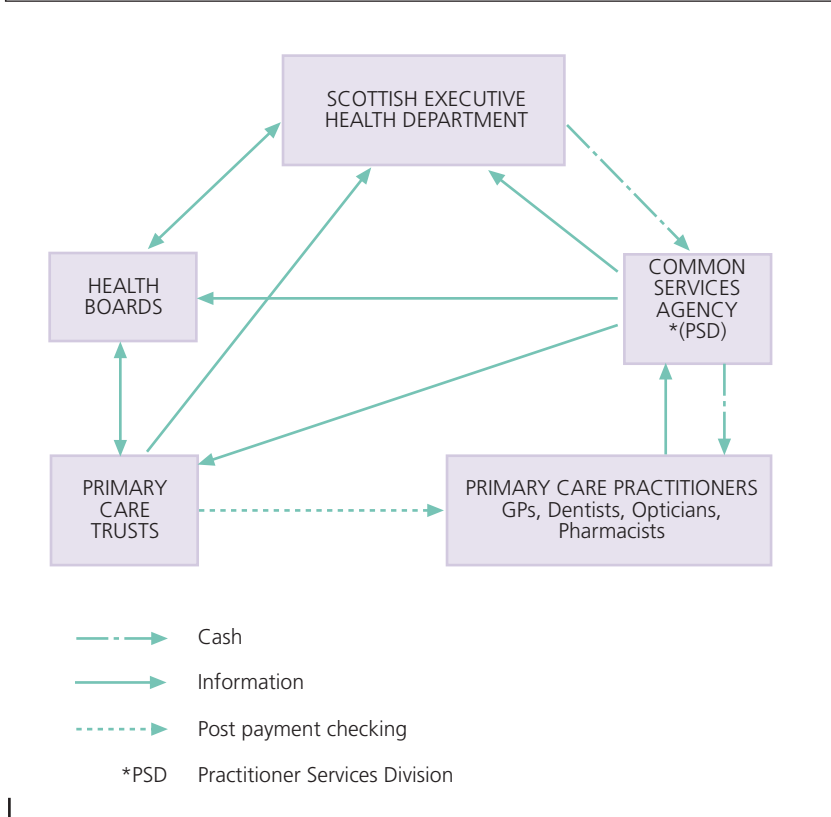 SCOTTISH EXECUTIVE
HEALTH DEPARTMENT
HEALTH
BOARDS
COMMON
SERVICES
AGENCY
*(PSD)
PRIMARY
CARE
TRUSTS
PRIMARY CARE PRACTITIONERS
GPs, Dentists, Opticians,
Pharmacists
Cash
Information
Post payment checking
*PSD Practitioner Services Division